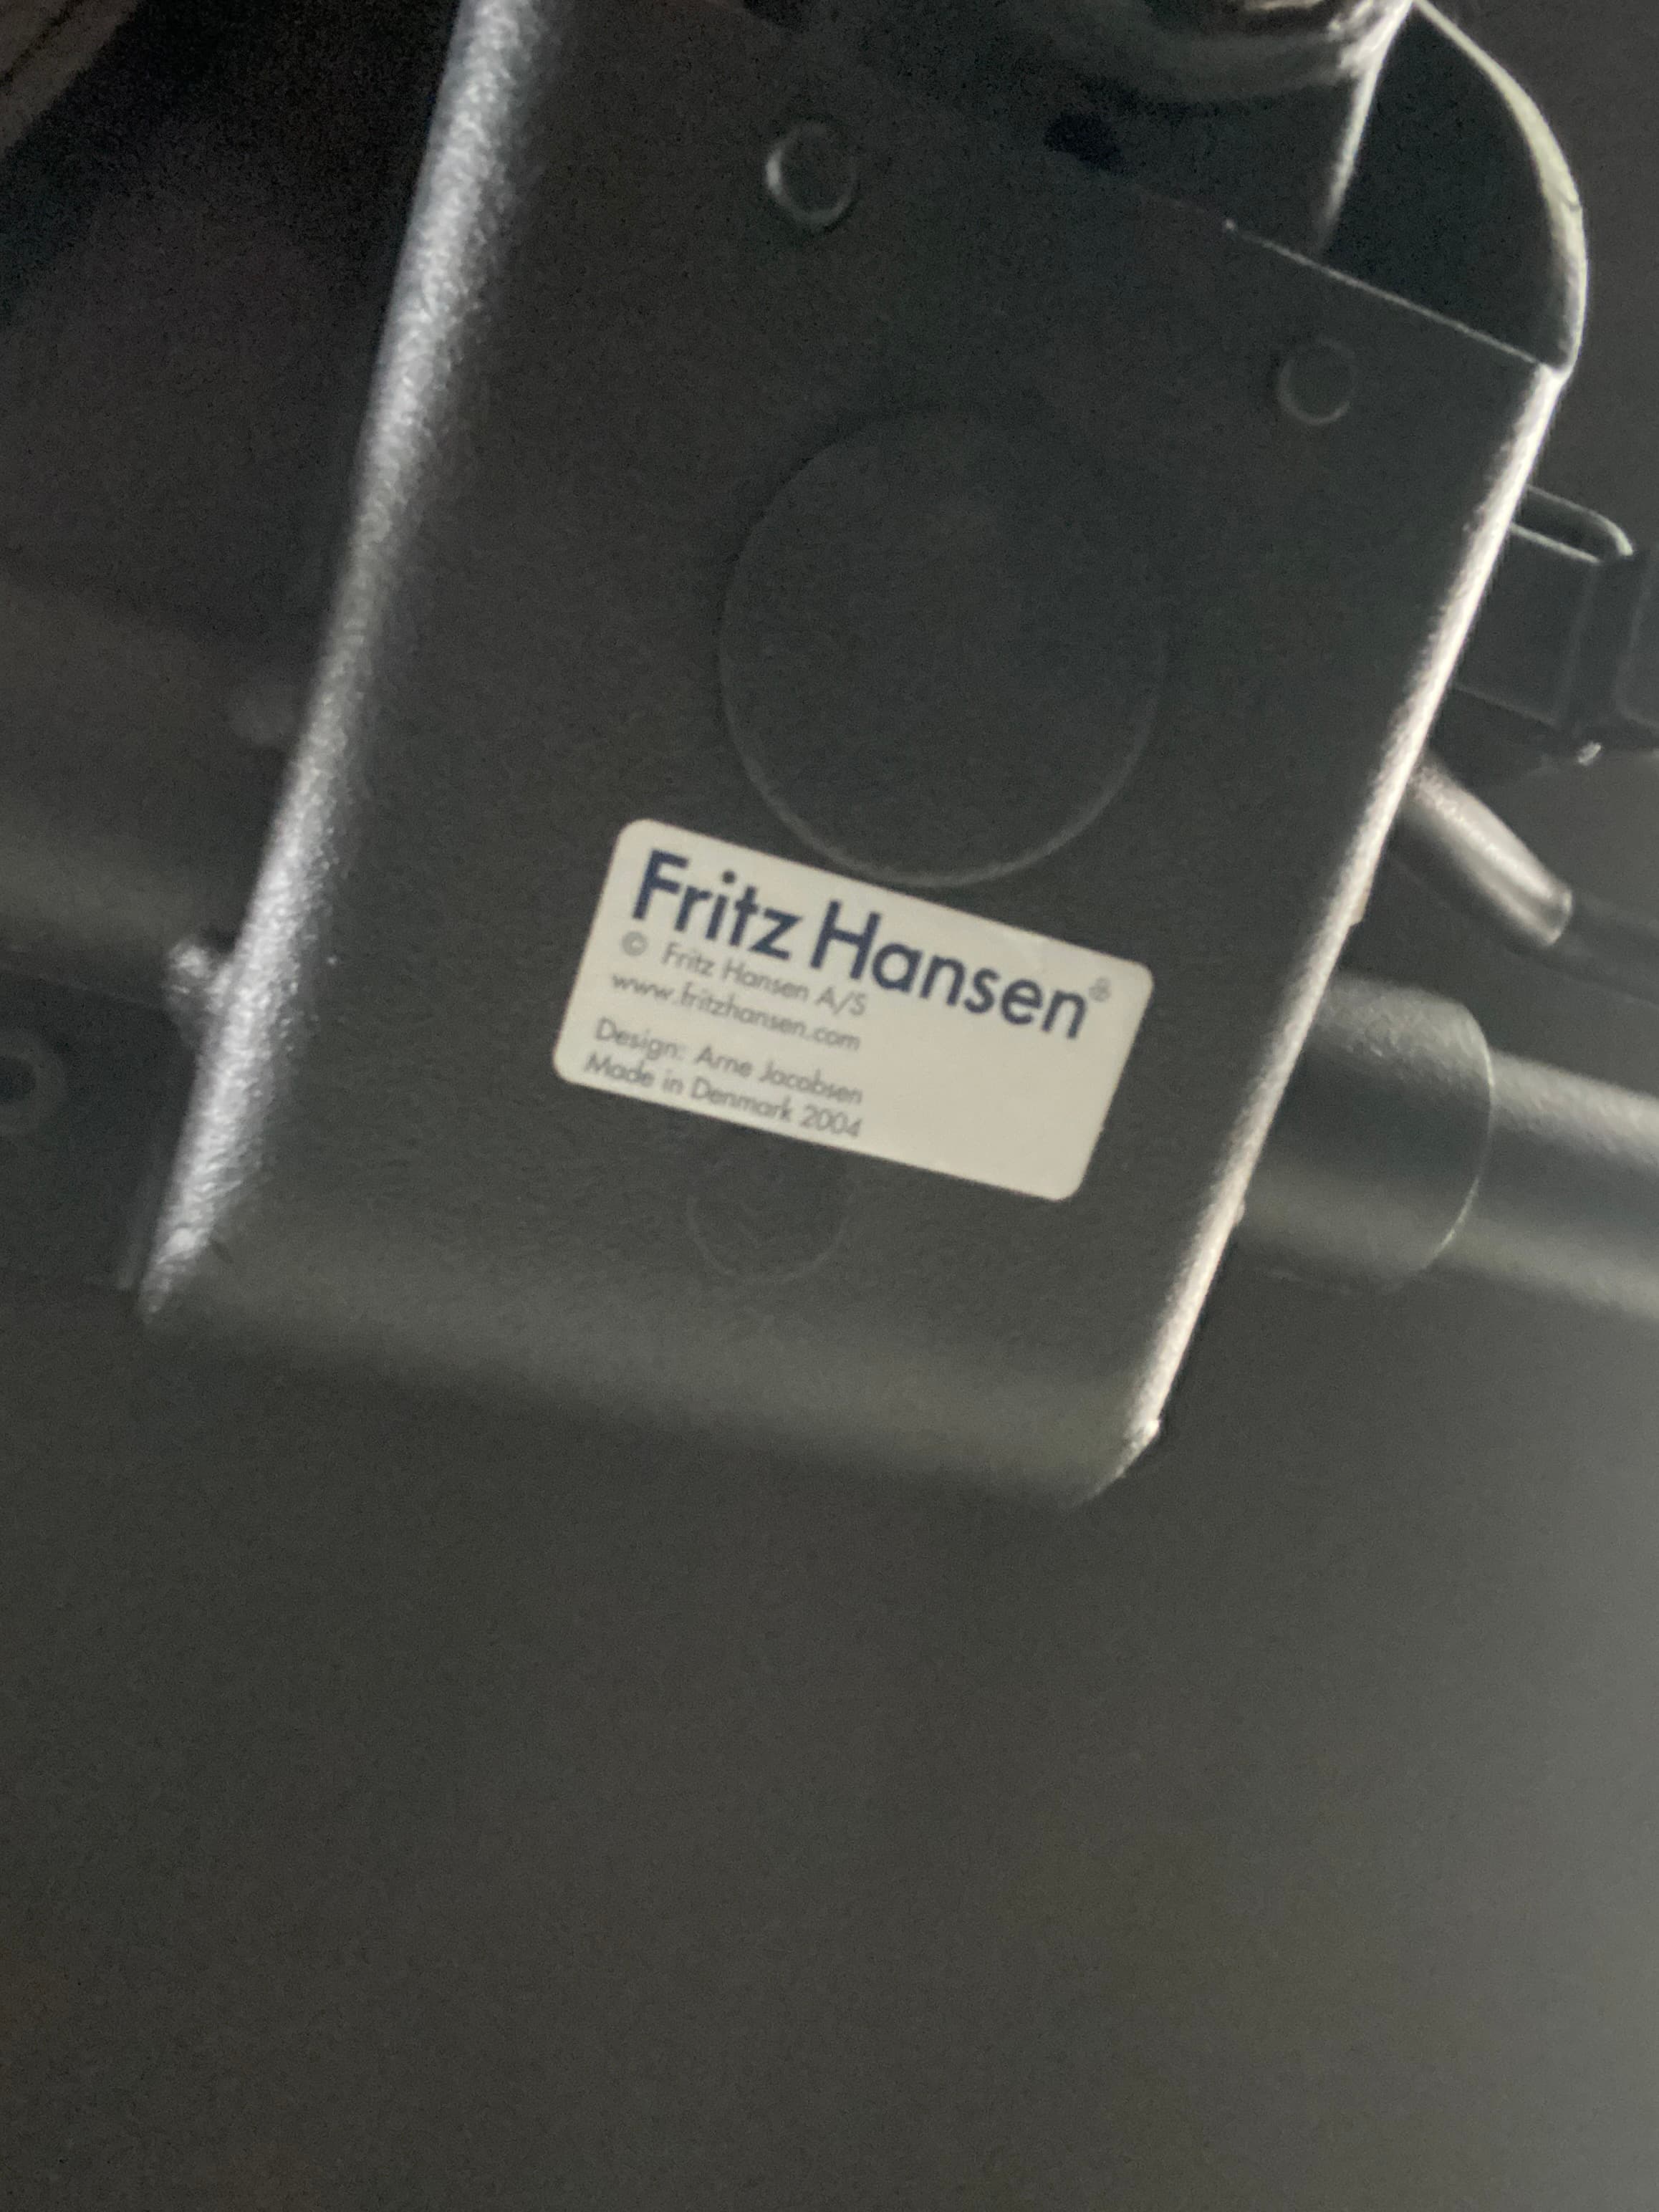 Fritz Hansen®
© Fritz Hansen A/S
www.fritzhansen.com
Design: Arne Jacobsen
Made in Denmark 2004